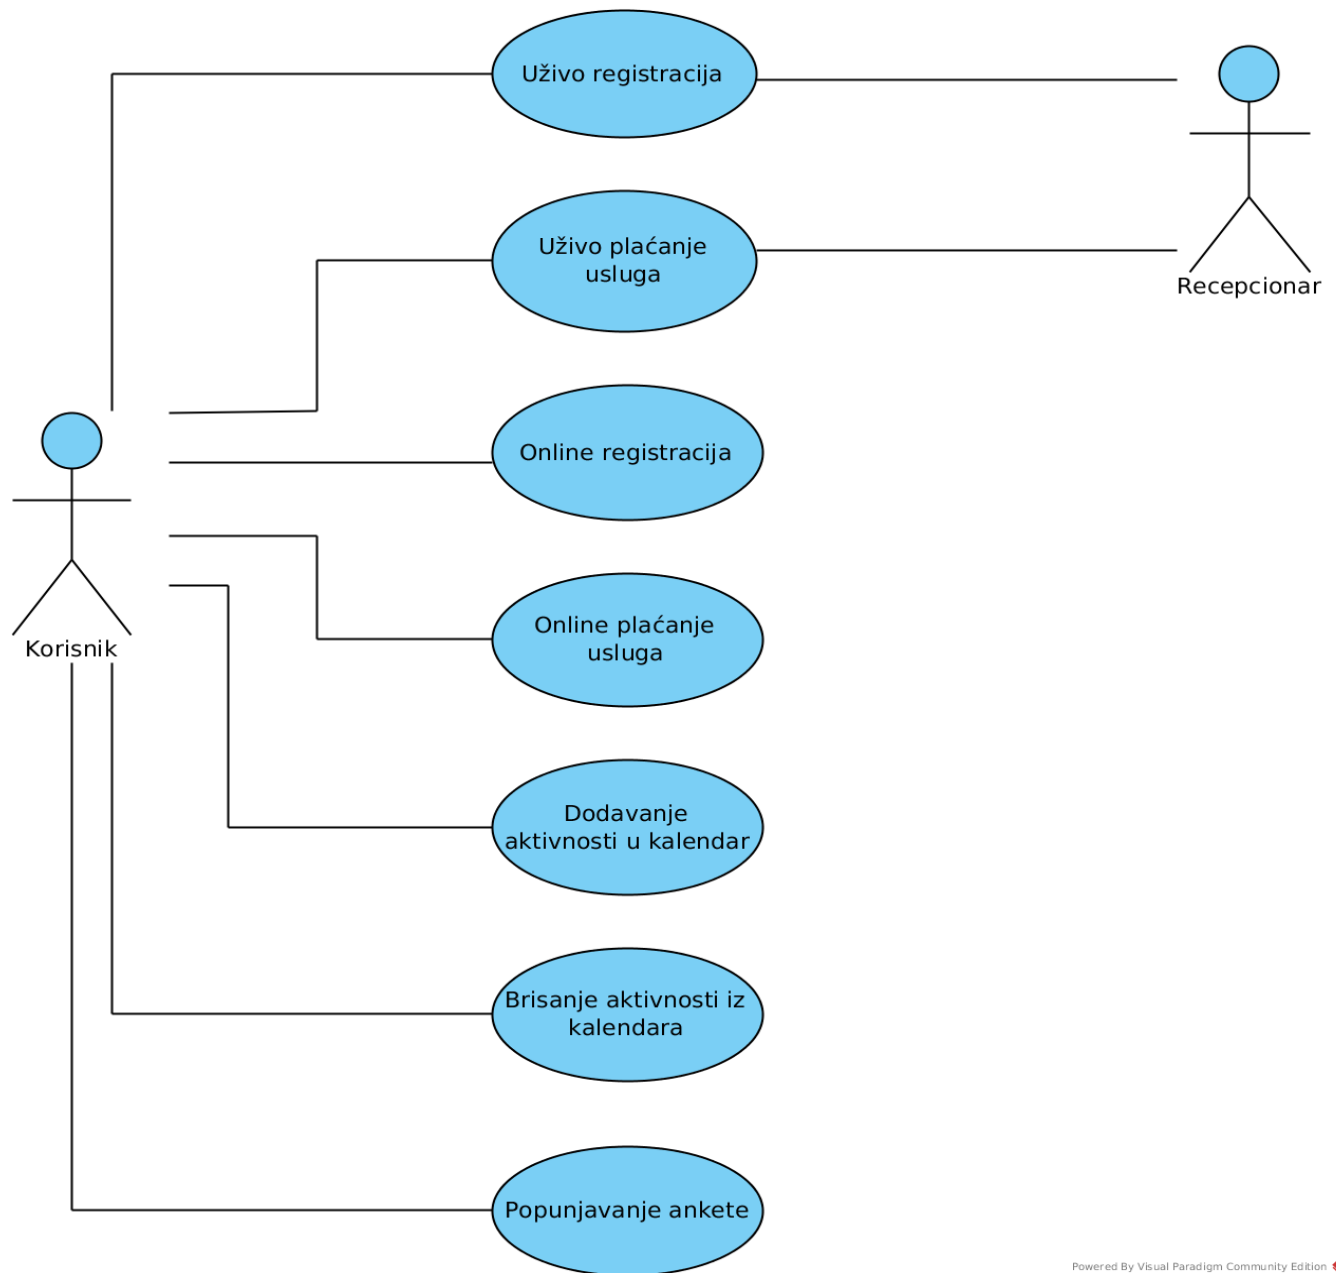 Uživo registracija
Recepcionar
Uživo plaćanje
usluga
Online registracija
Korisnik
Online plaćanje
usluga
Dodavanje
aktivnosti u kalendar
Brisanje aktivnosti iz
kalendara
Popunjavanje ankete
Powered By Visual Paradigm Community Edition